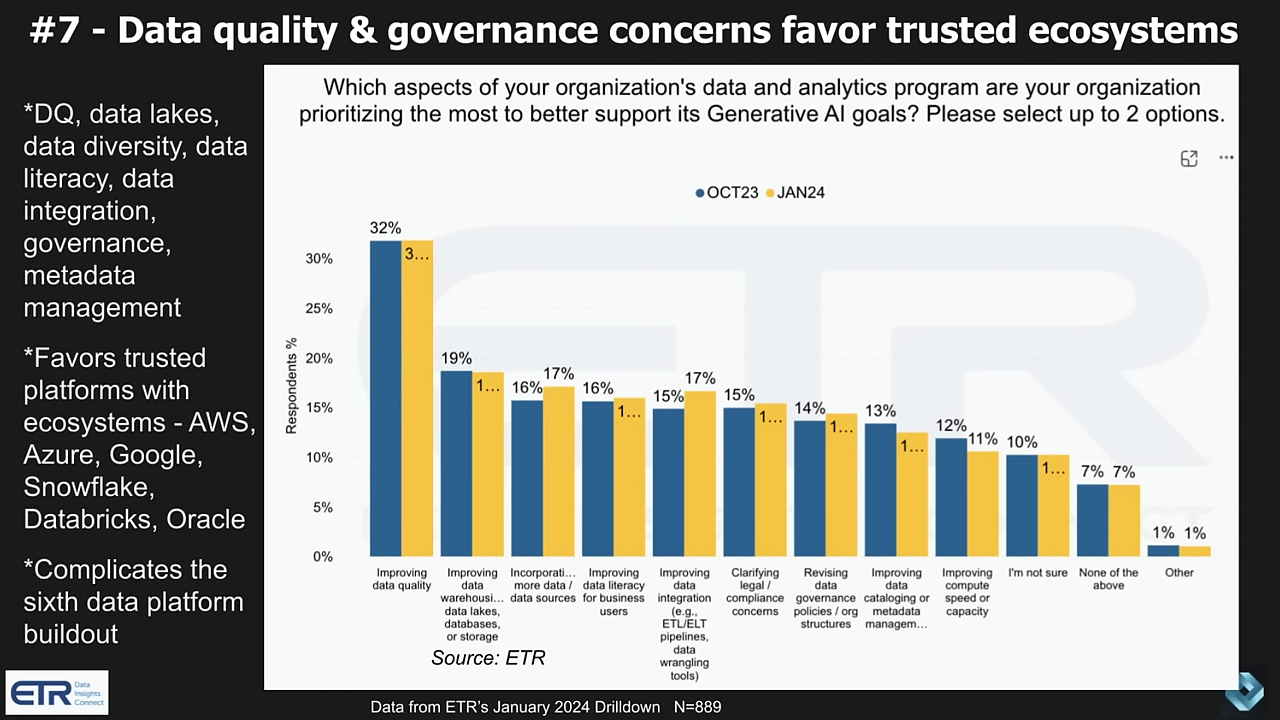 #7 - Data quality & governance concerns favor trusted ecosystems
*DQ, data lakes,
data diversity, data
literacy, data
integration,
governance,
metadata
management
*Favors trusted
platforms with
ecosystems - AWS,
Azure, Google,
Snowflake,
Databricks, Oracle
*Complicates the
sixth data platform
buildout
Which aspects of your organization's data and analytics program are your organization
prioritizing the most to better support its Generative AI goals? Please select up to 2 options.
OCT23 JAN24
Respondents %
30%
25%
20%
15%
10%
5%
0%
32% 3…
19% 1…
16% 17%
16% 1…
15% 17%
15% 1…
14% 1…
13% 1…
12% 11%
10% 1…
7% 7%
1% 1%
Improving
data quality
Improving
data
warehousi…
data lakes,
databases,
or storage
Incorporati…
more data /
data sources
Improving
data literacy
for business
users
Improving
data
integration
(e.g.,
ETL/ELT
pipelines,
data
wrangling
tools)
Clarifying
legal /
compliance
concerns
Revising
data
governance
policies / org
structures
Improving
data
cataloging or
metadata
managem…
Improving
compute
speed or
capacity
I'm not sure
None of the
above
Other
Source: ETR
ETR
Data
Insights
Connect
Data from ETR's January 2024 Drilldown N=889